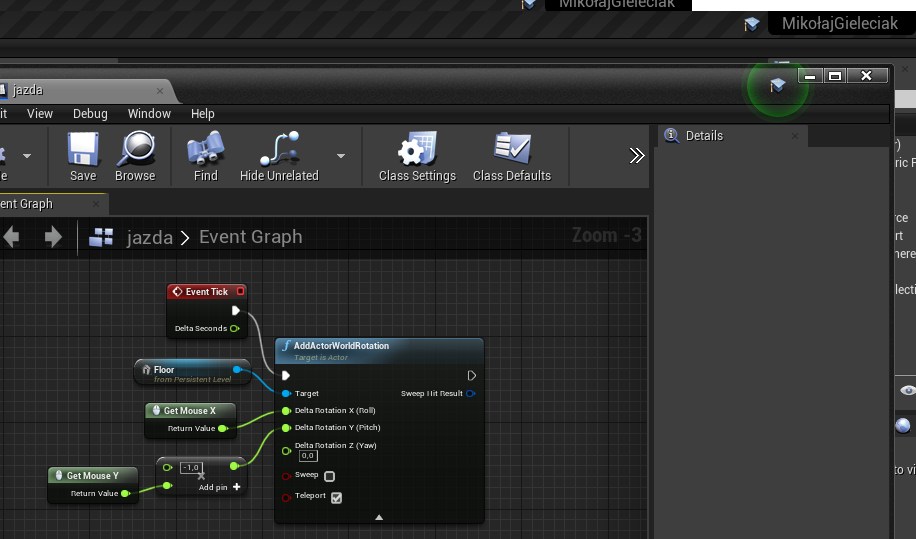 MikołajGieleciak
MikołajGieleciak
jazda
it View Debug Window Help
Details
Save Browse Find Hide Unrelated Class Settings Class Defaults
ent Graph
jazda > Event Graph
Zoom -3
Event Tick
Delta Seconds
AddActorWorldRotation
Target is Actor
Floor
from Persistent Level
Target
Sweep Hit Result
Get Mouse X
Return Value
Delta Rotation X (Roll)
Delta Rotation Y (Pitch)
Delta Rotation Z (Yaw)
0,0
-1,0
Add pin
Get Mouse Y
Return Value
Sweep
Teleport
ric F
rce
rt
here
lecti
to vi